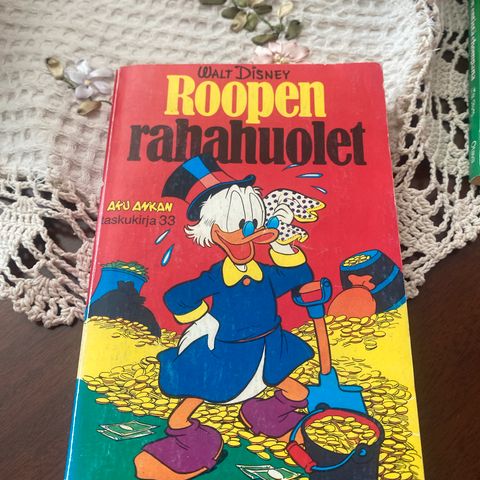 WALT DISNEY
Roopen
rahahuolet
AKU ANKAN
taskukirja 33